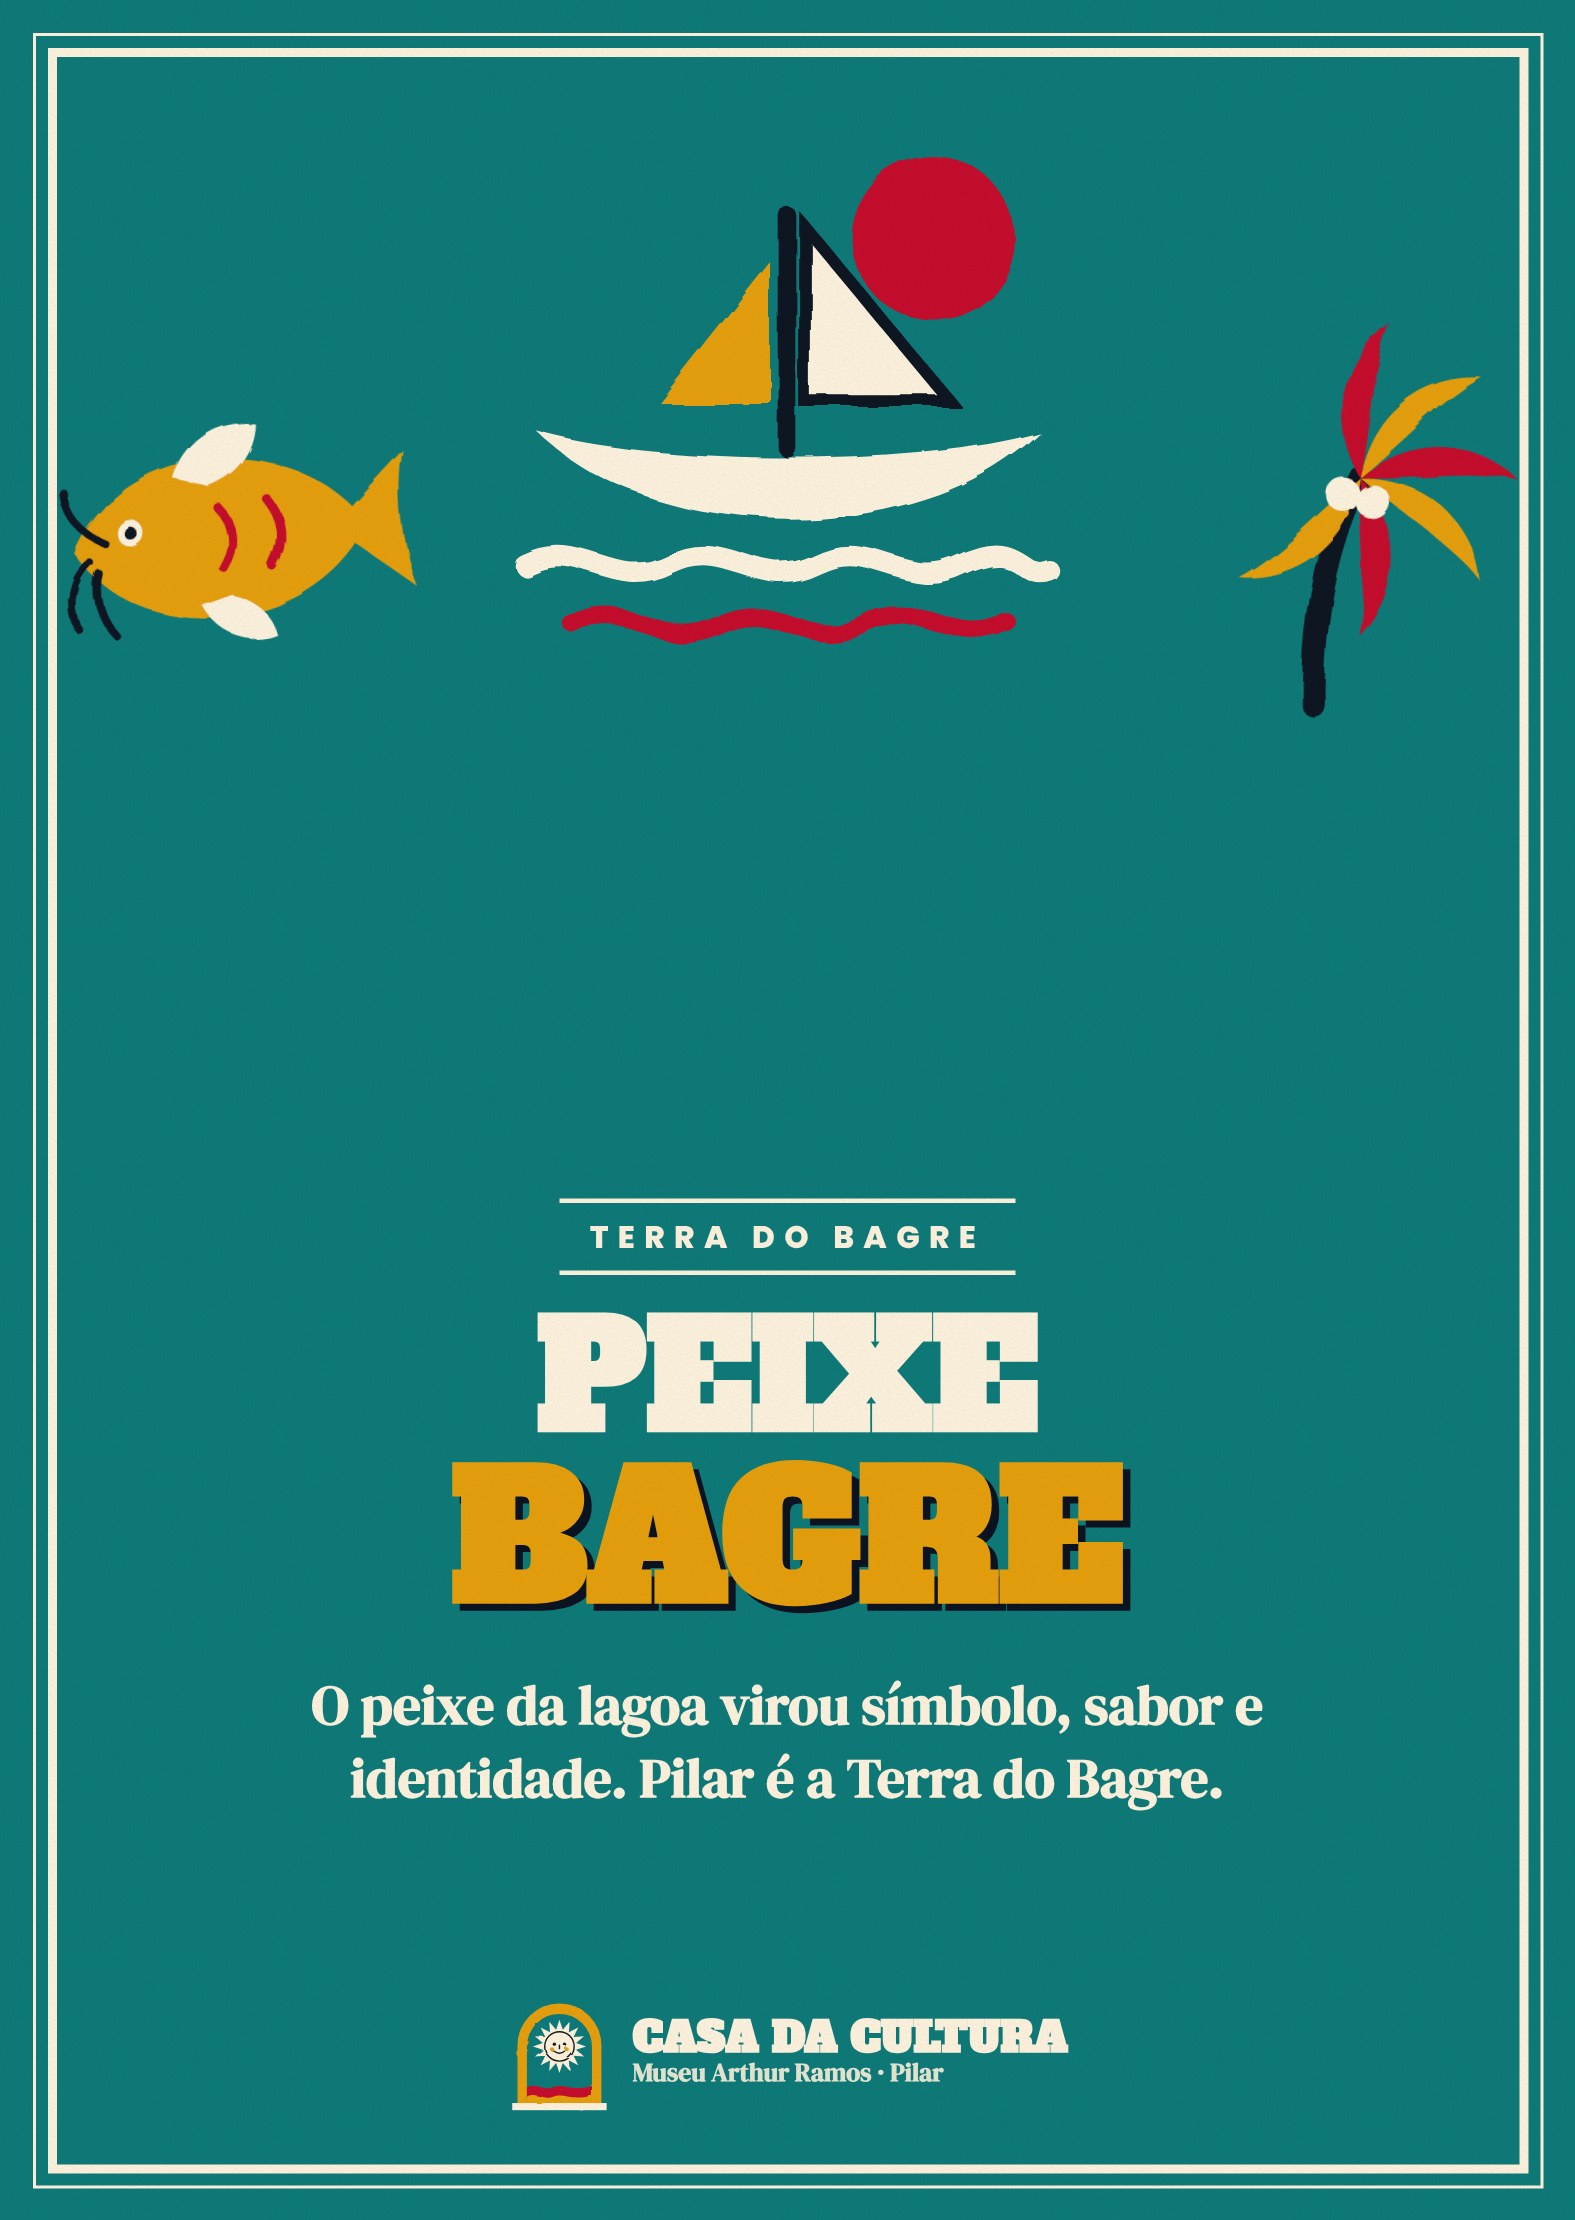 TERRA DO BAGRE
PEIXE
BAGRE
O peixe da lagoa virou símbolo, sabor e
identidade. Pilar é a Terra do Bagre.
CASA DA CULTURA
Museu Arthur Ramos • Pilar